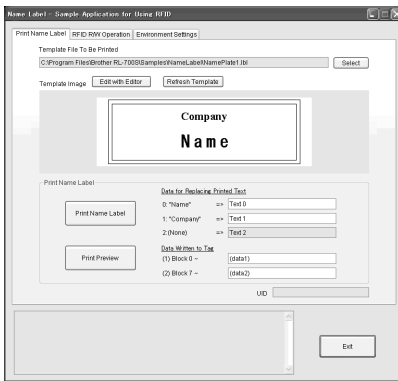 Name Label - Sample Application for Using RFID
Print Name Label RFID R/W Operation Environment Settings
Template File To Be Printed
C:\Program Files\Brother RL-700S\Samples\NameLabel\NamePlate1.lbl Select
Template Image Edit with Editor Refresh Template
Company
Name
Print Name Label
Data for Replacing Printed Text
Print Name Label
0: "Name" => Text 0
1: "Company" => Text 1
2:(None) => Text 2
Print Preview
Data Written to Tag
(1) Block 0 ~ (data1)
(2) Block 7 ~ (data2)
UID
Exit